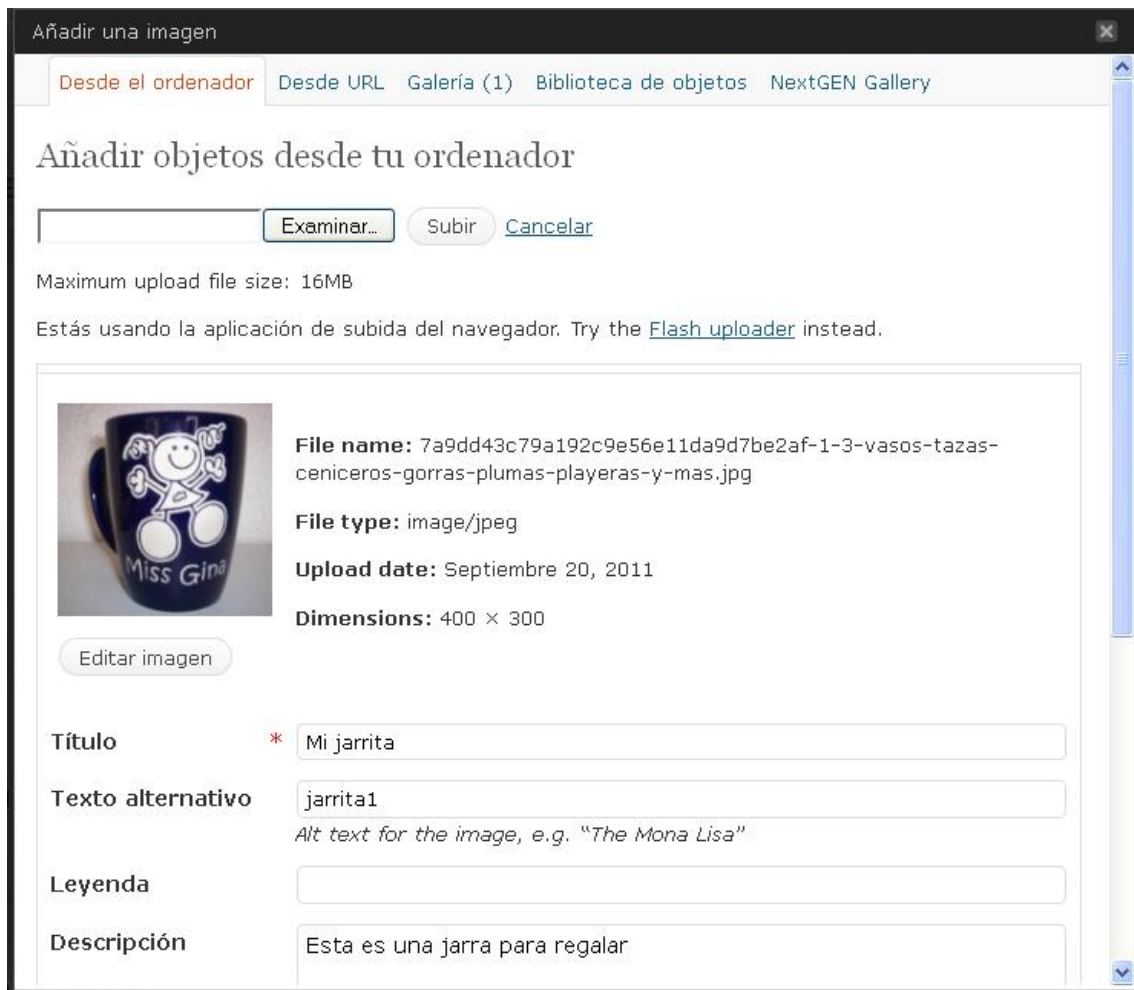 Añadir una imagen
Desde el ordenador Desde URL Galería (1) Biblioteca de objetos NextGEN Gallery
Añadir objetos desde tu ordenador
Examinar... Subir Cancelar
Maximum upload file size: 16MB
Estás usando la aplicación de subida del navegador. Try the Flash uploader instead.
Miss Gina
File name: 7a9dd43c79a192c9e56e11da9d7be2af-1-3-vasos-tazas-
ceniceros-gorras-plumas-playeras-y-mas.jpg
File type: image/jpeg
Upload date: Septiembre 20, 2011
Dimensions: 400 × 300
Editar imagen
Título * Mi jarrita
Texto alternativo jarrita1
Alt text for the image, e.g. “The Mona Lisa”
Leyenda
Descripción Esta es una jarra para regalar